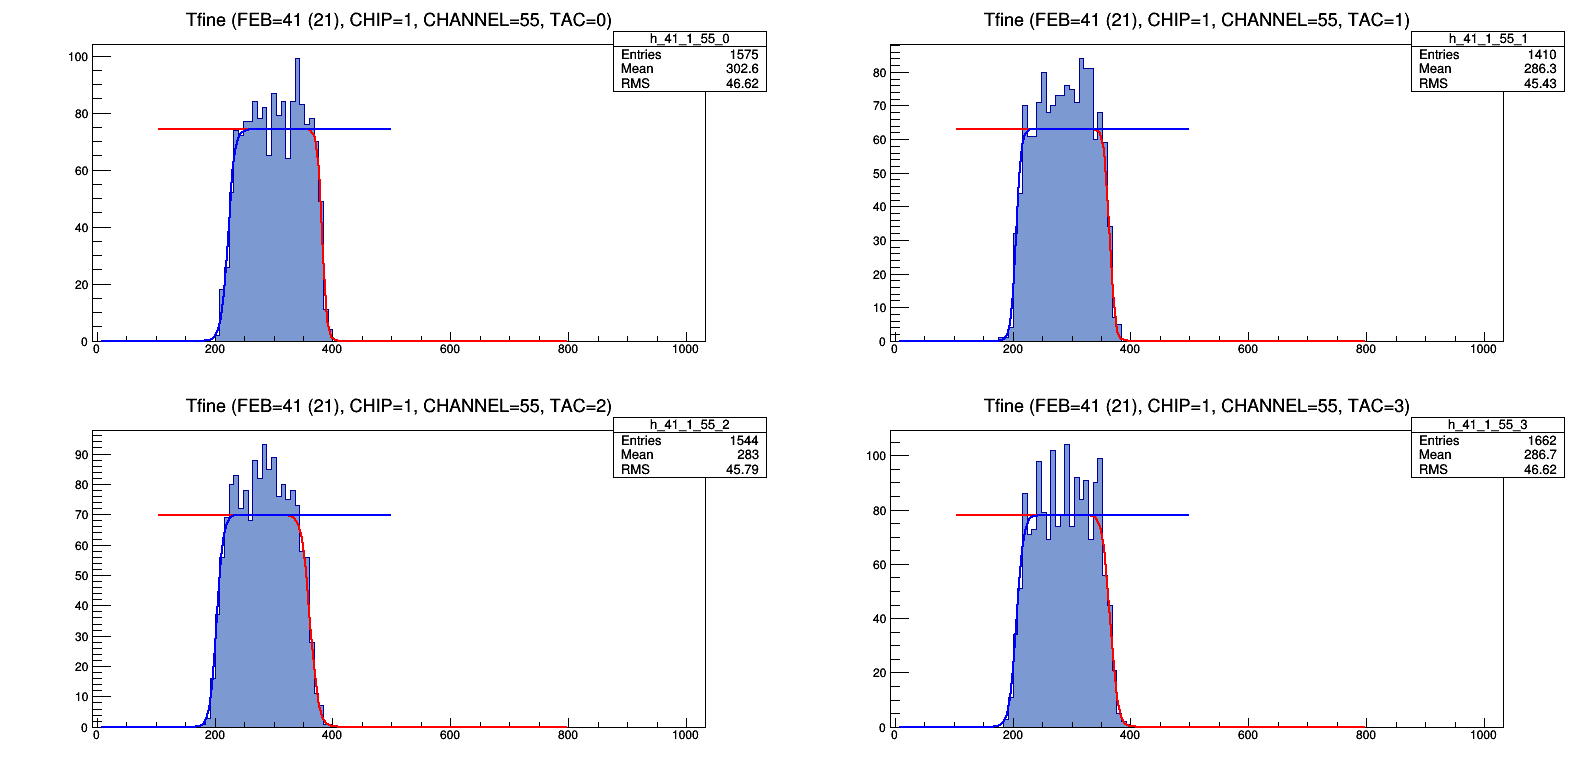 Tfine (FEB=41 (21), CHIP=1, CHANNEL=55, TAC=0)
h_41_1_55_0
Entries 1575
Mean 302.6
RMS 46.62
100
80
60
40
20
0
0 200 400 600 800 1000
Tfine (FEB=41 (21), CHIP=1, CHANNEL=55, TAC=1)
h_41_1_55_1
Entries 1410
Mean 286.3
RMS 45.43
80
70
60
50
40
30
20
10
0
0 200 400 600 800 1000
Tfine (FEB=41 (21), CHIP=1, CHANNEL=55, TAC=2)
h_41_1_55_2
Entries 1544
Mean 283
RMS 45.79
90
80
70
60
50
40
30
20
10
0
0 200 400 600 800 1000
Tfine (FEB=41 (21), CHIP=1, CHANNEL=55, TAC=3)
h_41_1_55_3
Entries 1662
Mean 286.7
RMS 46.62
100
80
60
40
20
0
0 200 400 600 800 1000